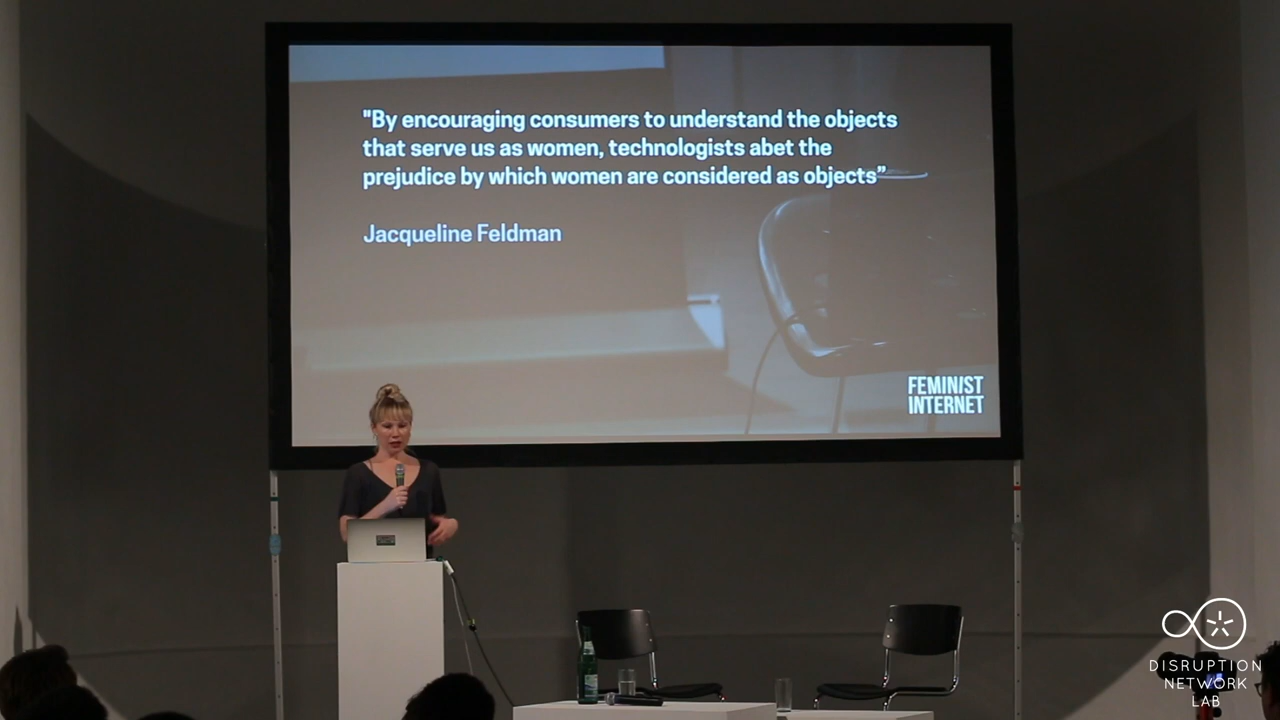 "By encouraging consumers to understand the objects
that serve us as women, technologists abet the
prejudice by which women are considered as objects”
Jacqueline Feldman
FEMINIST
INTERNET
DISRUPTION
NETWORK
LAB